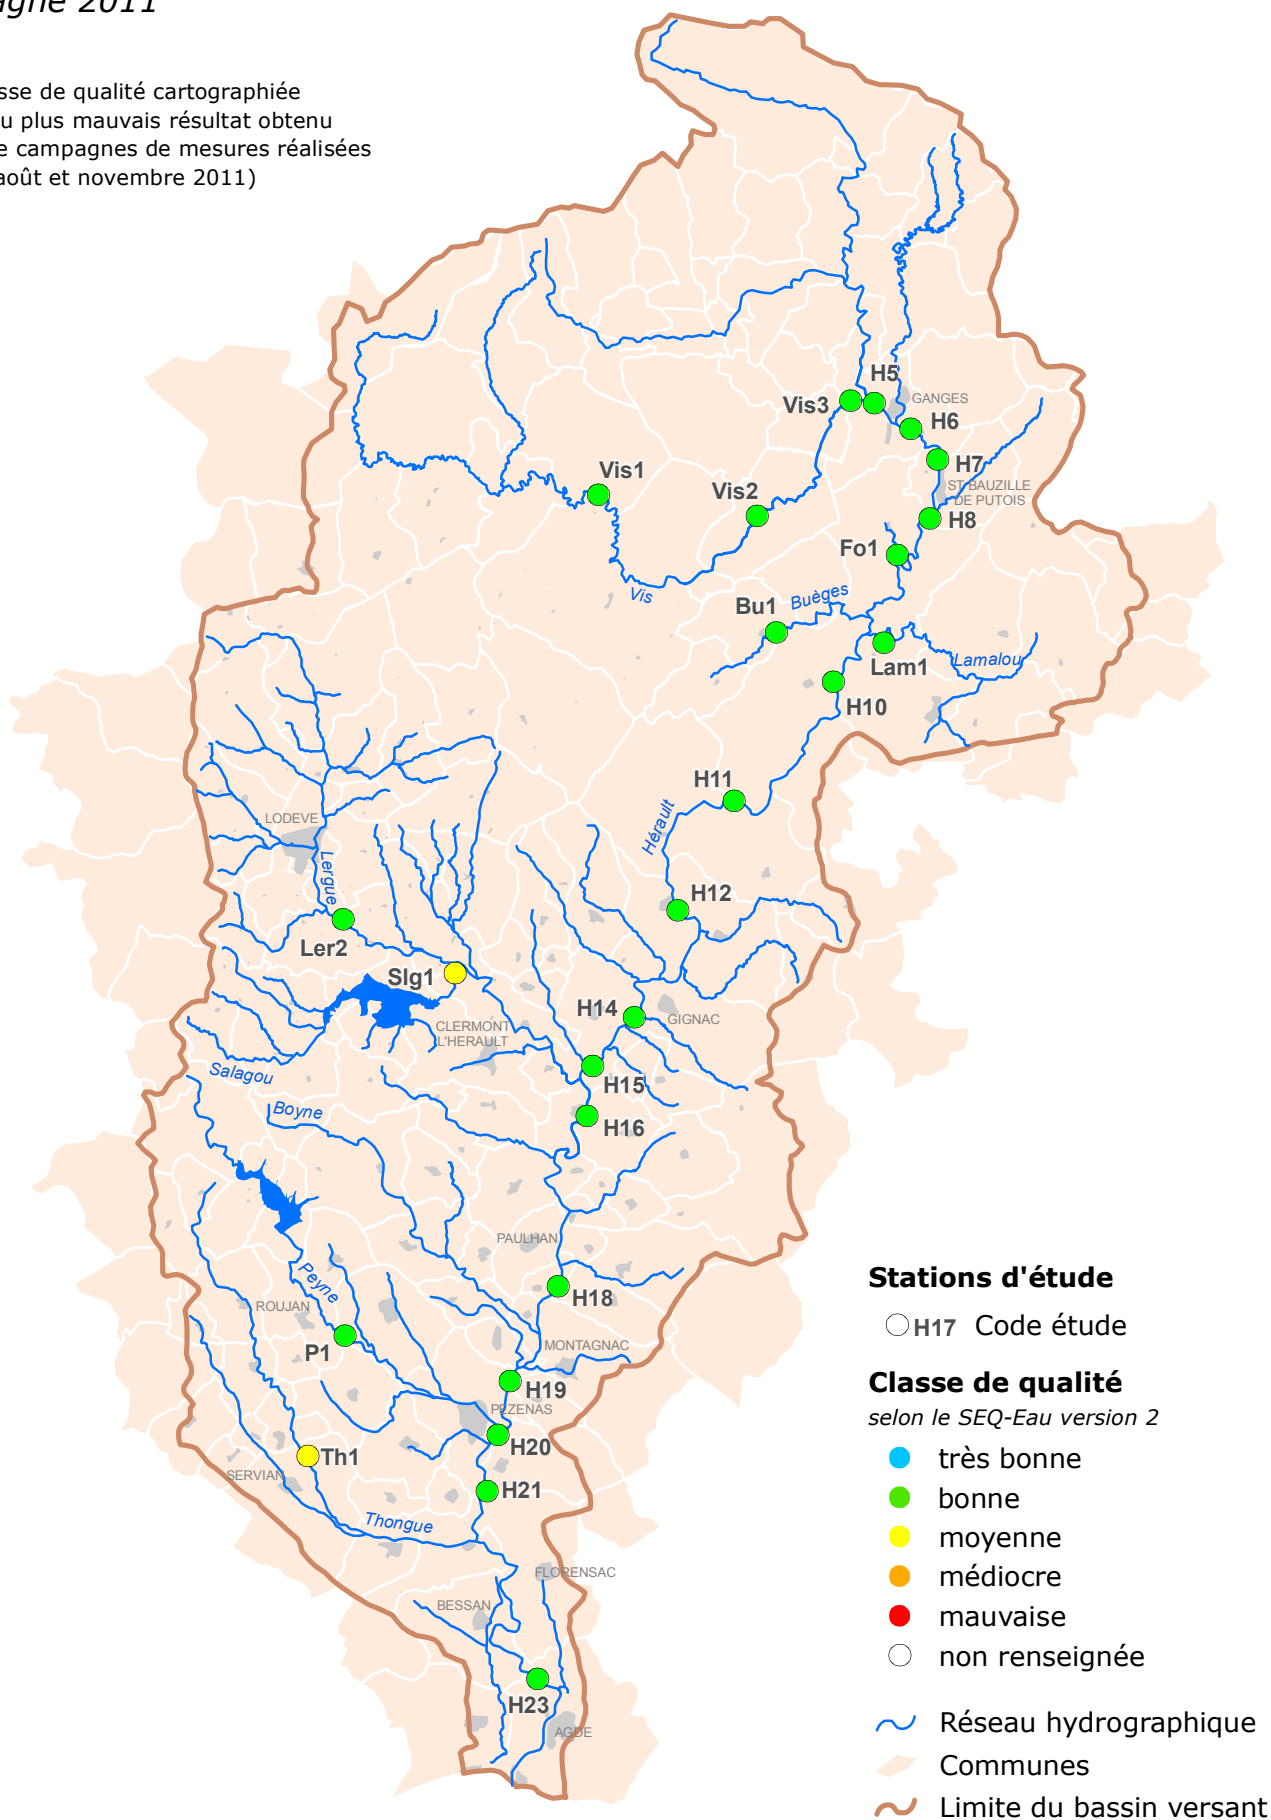 2011
sse de qualité cartographiée
u plus mauvais résultat obtenu
e campagnes de mesures réalisées
août et novembre 2011)
H5
Vis3
GANGES
H6
H7
Vis1
Vis2
ST BAUZILLE
DE PUTOIS
H8
Fo1
Vis
Buèges
Bu1
Lam1
Lamalou
H10
H11
Hérault
LODEVE
Lergue
H12
Ler2
Slg1
H14
GIGNAC
CLERMONT
L'HERAULT
Salagou
H15
Boyne
H16
PAULHAN
Peyne
ROUJAN
H18
P1
MONTAGNAC
H19
PEZENAS
H20
Th1
SERVIAN
H21
Thongue
FLORENSAC
BESSAN
H23
AGDE
Stations d'étude
H17 Code étude
Classe de qualité
selon le SEQ-Eau version 2
très bonne
bonne
moyenne
médiocre
mauvaise
non renseignée
Réseau hydrographique
Communes
Limite du bassin versant